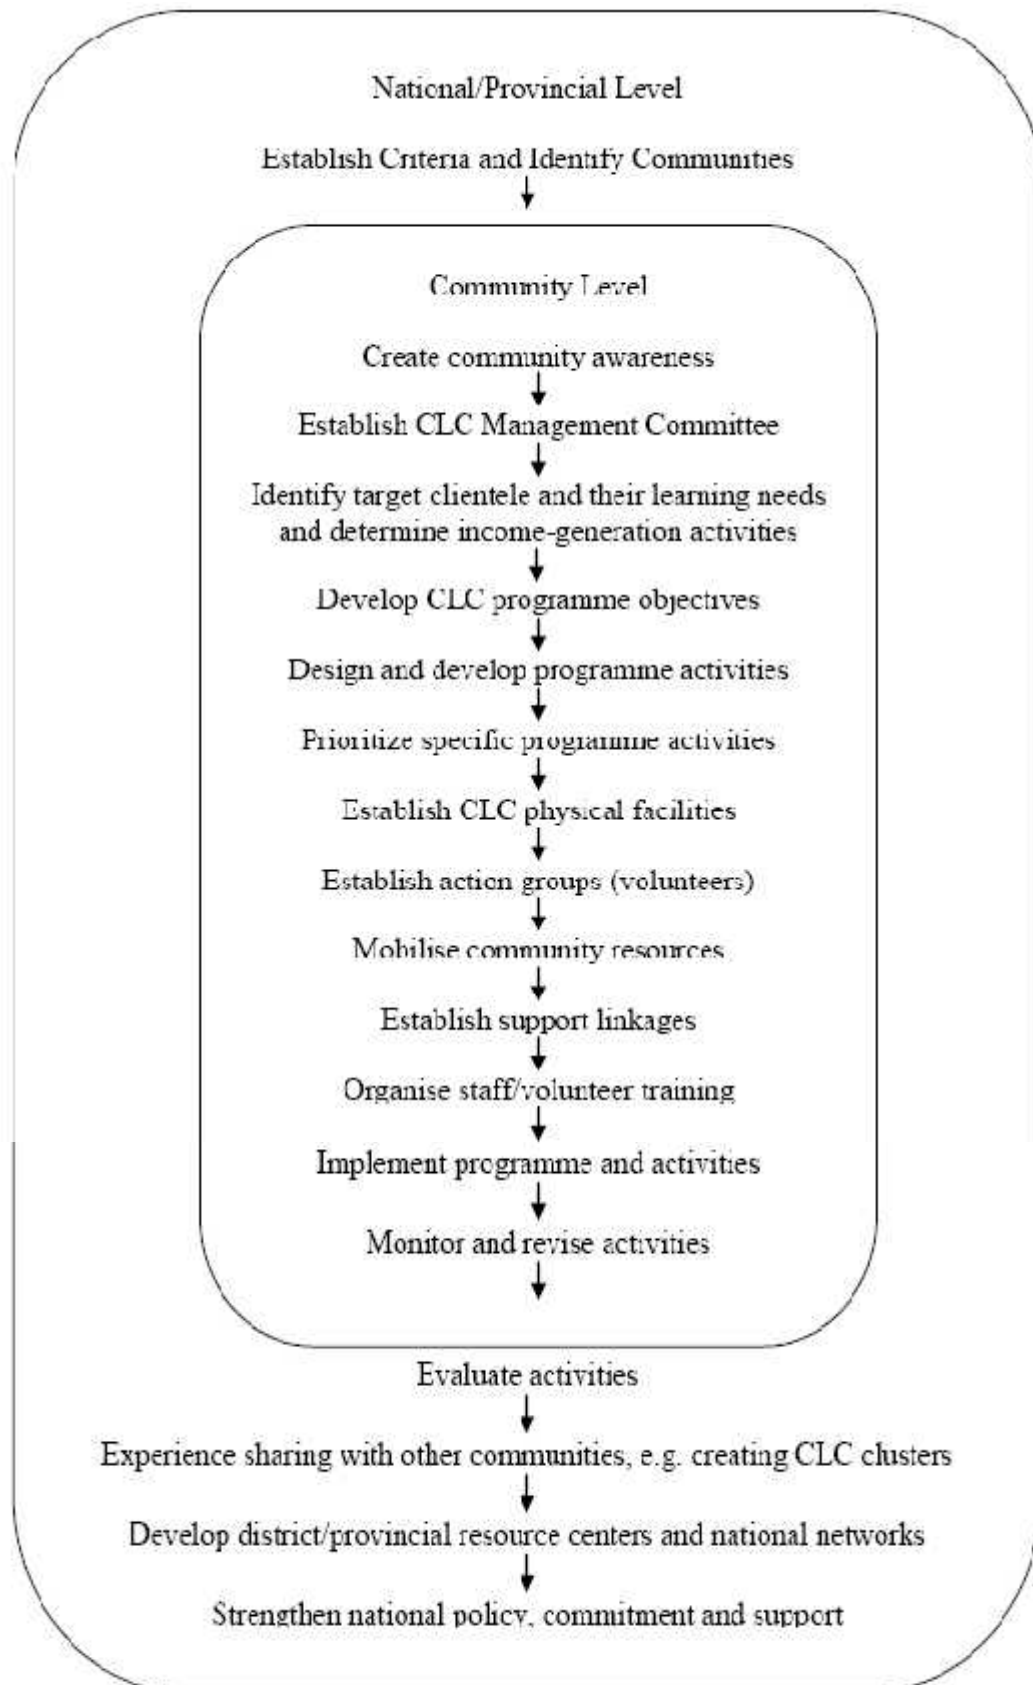 National/Provincial Level
Establish Criteria and Identify Communities
Community Level
Create community awareness
Establish CLC Management Committee
Identify target clientele and their learning needs
and determine income-generation activities
Develop CLC programme objectives
Design and develop programme activities
Prioritize specific programme activities
Establish CLC physical facilities
Establish action groups (volunteers)
Mobilise community resources
Establish support linkages
Organise staff/volunteer training
Implement programme and activities
Monitor and revise activities
Evaluate activities
Experience sharing with other communities, e.g. creating CLC clusters
Develop district/provincial resource centers and national networks
Strengthen national policy, commitment and support